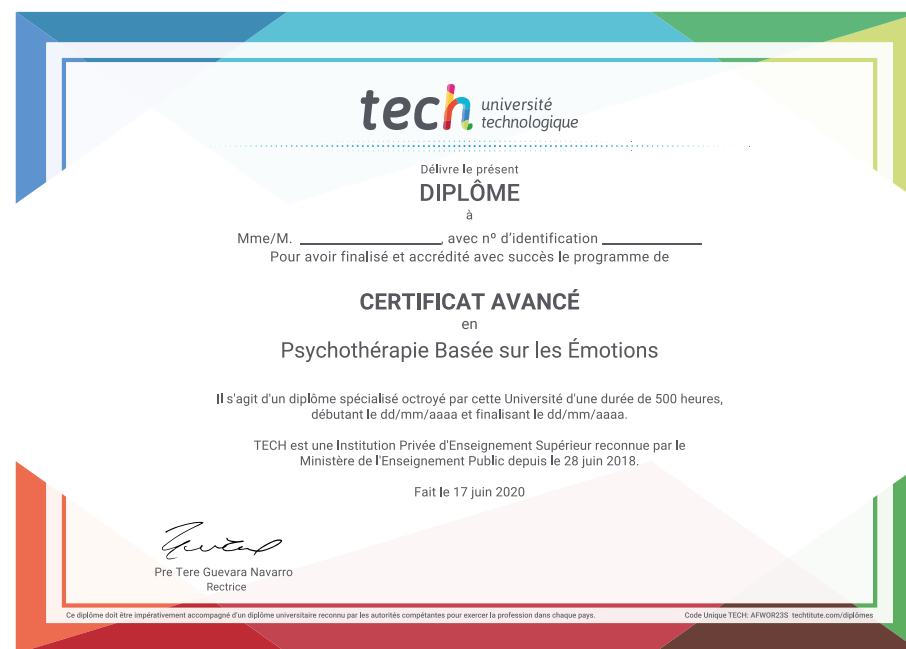 tech université
technologique
Délivre le présent
DIPLÔME
à
Mme/M. ____________________, avec nº d'identification ______________
Pour avoir finalisé et accrédité avec succès le programme de
CERTIFICAT AVANCÉ
en
Psychothérapie Basée sur les Émotions
Il s'agit d'un diplôme spécialisé octroyé par cette Université d'une durée de 500 heures,
débutant le dd/mm/aaaa et finalisant le dd/mm/aaaa.
TECH est une Institution Privée d'Enseignement Supérieur reconnue par le
Ministère de l'Enseignement Public depuis le 28 juin 2018.
Fait le 17 juin 2020
Pre Tere Guevara Navarro
Rectrice
Ce diplôme doit être impérativement accompagné d'un diplôme universitaire reconnu par les autorités compétentes pour exercer la profession dans chaque pays.
Code Unique TECH: AFWOR23S techtitute.com/diplômes